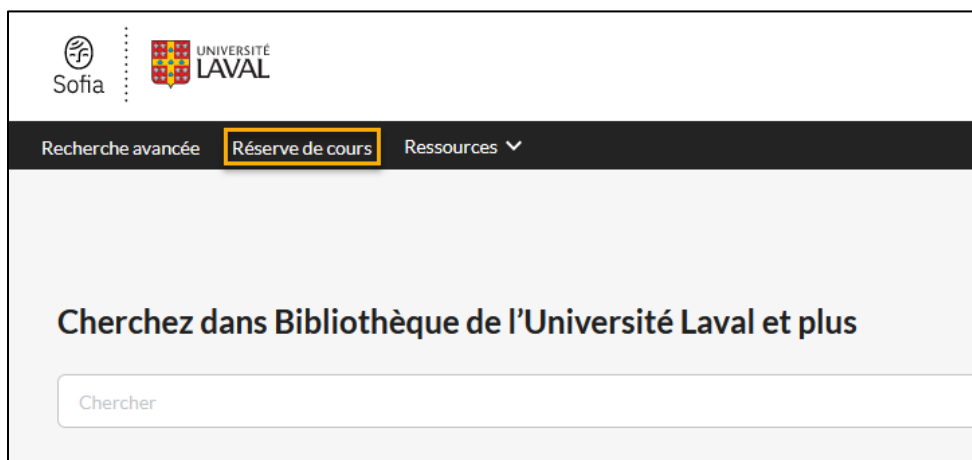 Sofia
UNIVERSITÉ
LAVAL
Recherche avancée Réserve de cours Ressources
Cherchez dans Bibliothèque de l'Université Laval et plus
Chercher